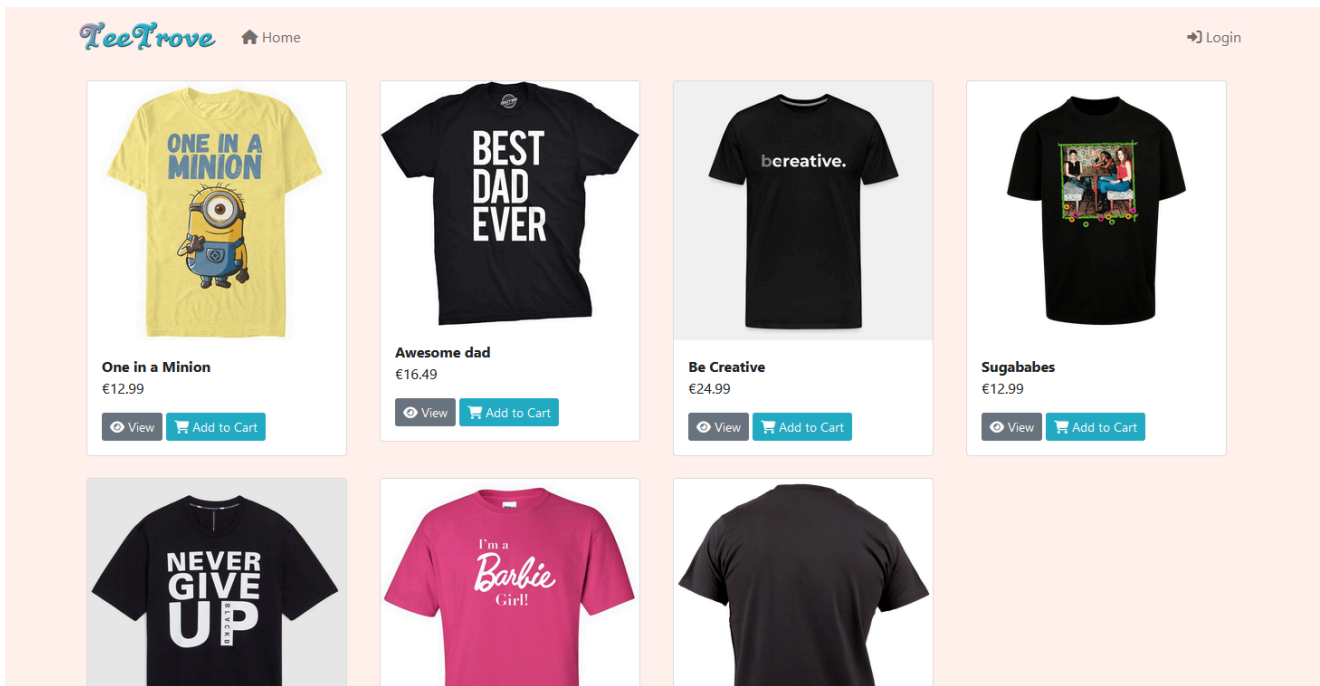 TeeTrove Home Login
ONE IN A
MINION
BEST
DAD
EVER
becreative.
One in a Minion
€12.99
View Add to Cart
Awesome dad
€16.49
View Add to Cart
Be Creative
€24.99
View Add to Cart
Sugababes
€12.99
View Add to Cart
NEVER
GIVE
UP
BLVCKB
I'm a
Barbie
Girl!